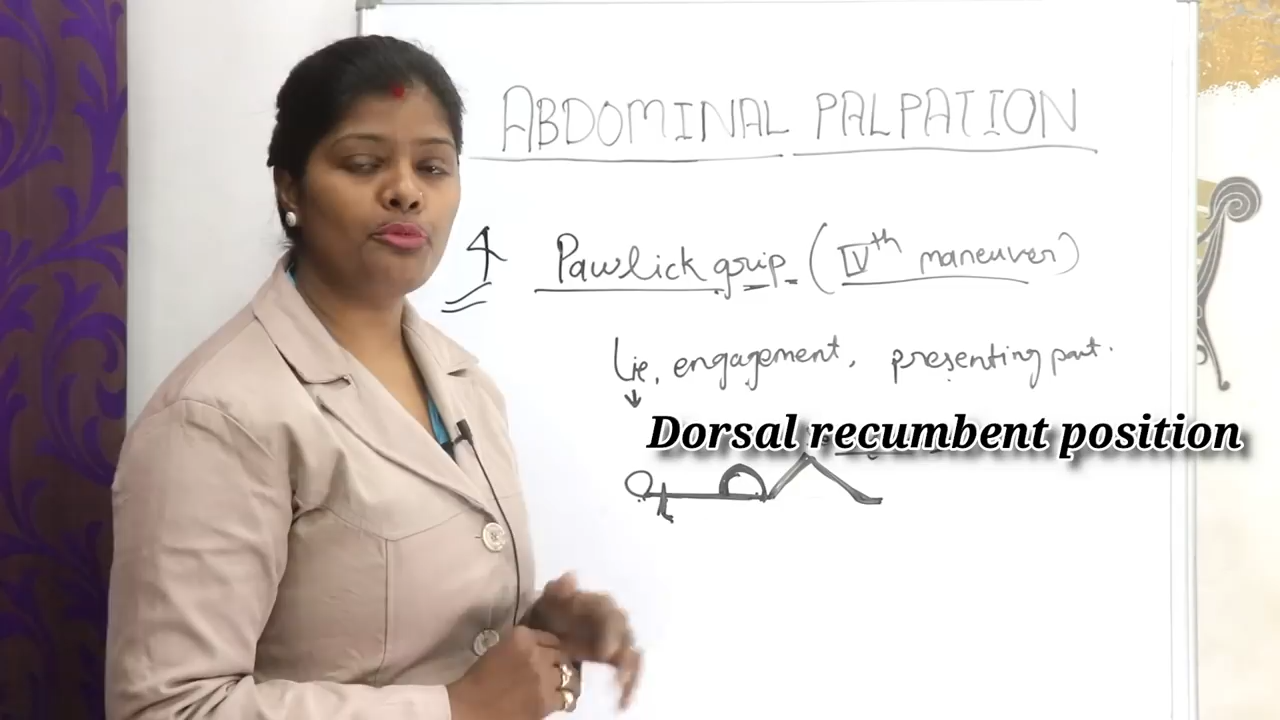 ABDOMINAL PALPATION
4 Pawlick grip (IVth maneuver)
Lie, engagement, presenting part.
Dorsal recumbent position